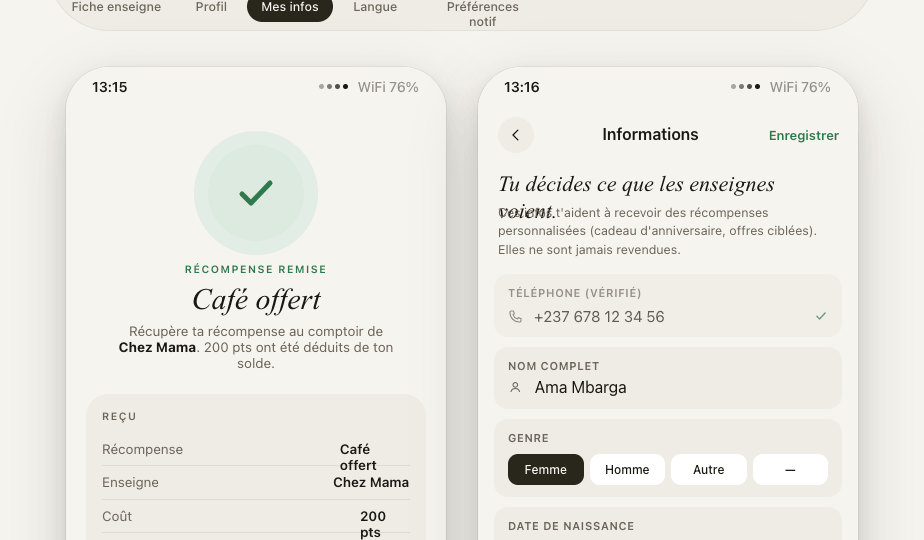 Fiche enseigne
Profil
Mes infos
Langue
Préférences
notif
13:15
WiFi 76%
RÉCOMPENSE REMISE
Café offert
Récupère ta récompense au comptoir de
Chez Mama. 200 pts ont été déduits de ton
solde.
REÇU
Récompense
Café
offert
Enseigne
Chez Mama
Coût
200
pts
13:16
WiFi 76%
Informations
Enregistrer
Tu décides ce que les enseignes
voient.
t'aident à recevoir des récompenses
personnalisées (cadeau d'anniversaire, offres ciblées).
Elles ne sont jamais revendues.
TÉLÉPHONE (VÉRIFIÉ)
+237 678 12 34 56
NOM COMPLET
Ama Mbarga
GENRE
Femme
Homme
Autre
—
DATE DE NAISSANCE